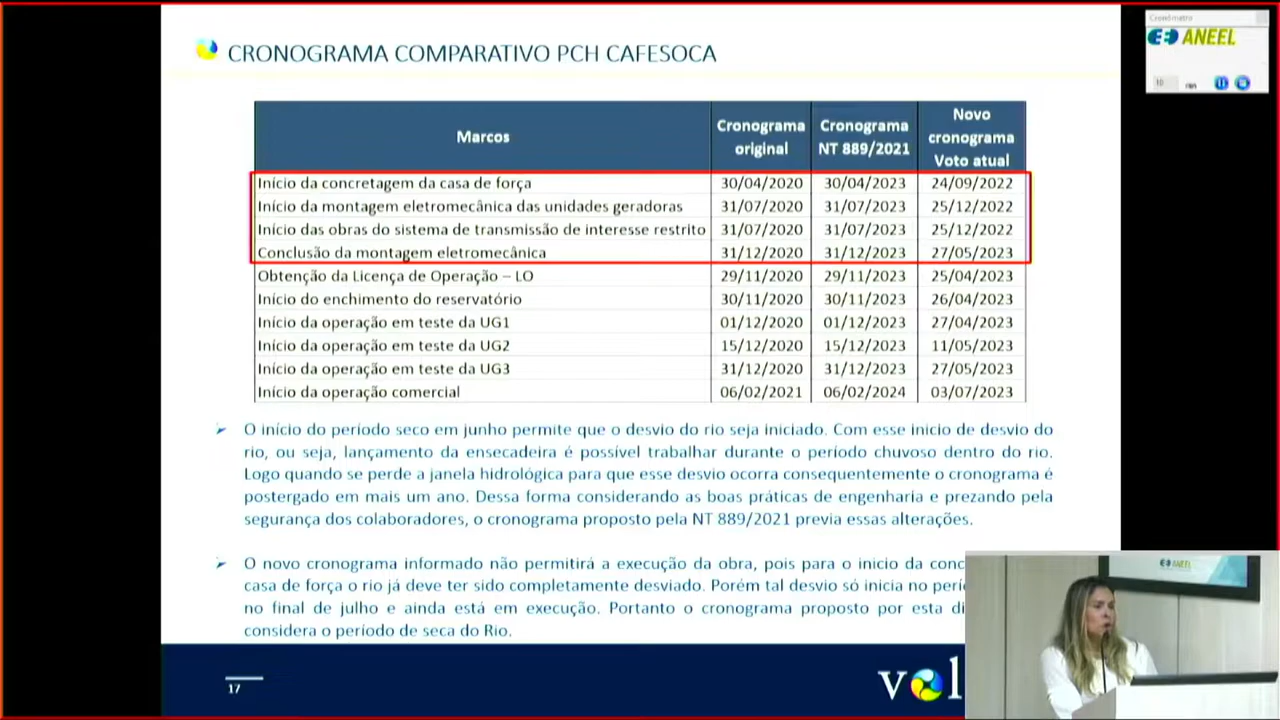 CRONOGRAMA COMPARATIVO PCH CAFESOCA
Cronômetro
ANEEL
10 min
Marcos
Cronograma original
Cronograma NT 889/2021
Novo cronograma Voto atual
Início da concretagem da casa de força 30/04/2020 30/04/2023 24/09/2022
Início da montagem eletromecânica das unidades geradoras 31/07/2020 31/07/2023 25/12/2022
Início das obras do sistema de transmissão de interesse restrito 31/07/2020 31/07/2023 25/12/2022
Conclusão da montagem eletromecânica 31/12/2020 31/12/2023 27/05/2023
Obtenção da Licença de Operação – LO 29/11/2020 29/11/2023 25/04/2023
Início do enchimento do reservatório 30/11/2020 30/11/2023 26/04/2023
Início da operação em teste da UG1 01/12/2020 01/12/2023 27/04/2023
Início da operação em teste da UG2 15/12/2020 15/12/2023 11/05/2023
Início da operação em teste da UG3 31/12/2020 31/12/2023 27/05/2023
Início da operação comercial 06/02/2021 06/02/2024 03/07/2023
O início do período seco em junho permite que o desvio do rio seja iniciado. Com esse inicio de desvio do
rio, ou seja, lançamento da ensecadeira é possível trabalhar durante o período chuvoso dentro do rio.
Logo quando se perde a janela hidrológica para que esse desvio ocorra consequentemente o cronograma é
postergado em mais um ano. Dessa forma considerando as boas práticas de engenharia e prezando pela
segurança dos colaboradores, o cronograma proposto pela NT 889/2021 previa essas alterações.
O novo cronograma informado não permitirá a execução da obra, pois para o inicio da conc
casa de força o rio já deve ter sido completamente desviado. Porém tal desvio só inicia no perí
no final de julho e ainda está em execução. Portanto o cronograma proposto por esta di
considera o período de seca do Rio.
17
vol
ANEEL